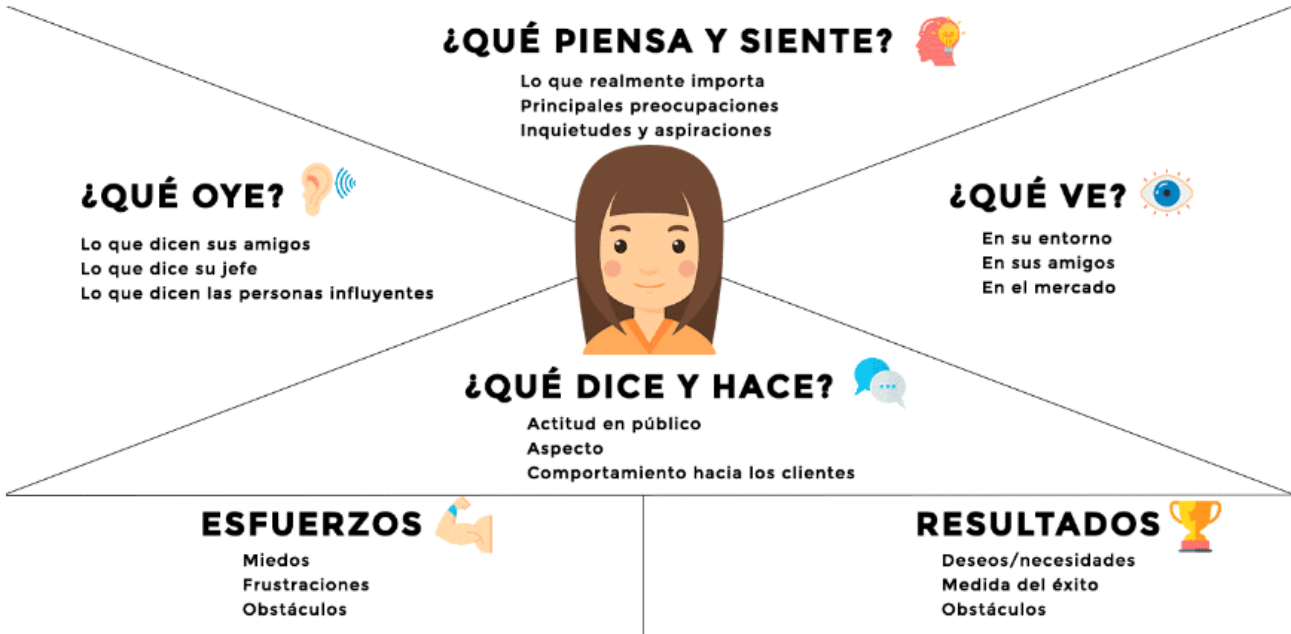 ¿QUÉ PIENSA Y SIENTE?
Lo que realmente importa
Principales preocupaciones
Inquietudes y aspiraciones
¿QUÉ OYE?
Lo que dicen sus amigos
Lo que dice su jefe
Lo que dicen las personas influyentes
¿QUÉ VE?
En su entorno
En sus amigos
En el mercado
¿QUÉ DICE Y HACE?
Actitud en público
Aspecto
Comportamiento hacia los clientes
ESFUERZOS
Miedos
Frustraciones
Obstáculos
RESULTADOS
Deseos/necesidades
Medida del éxito
Obstáculos